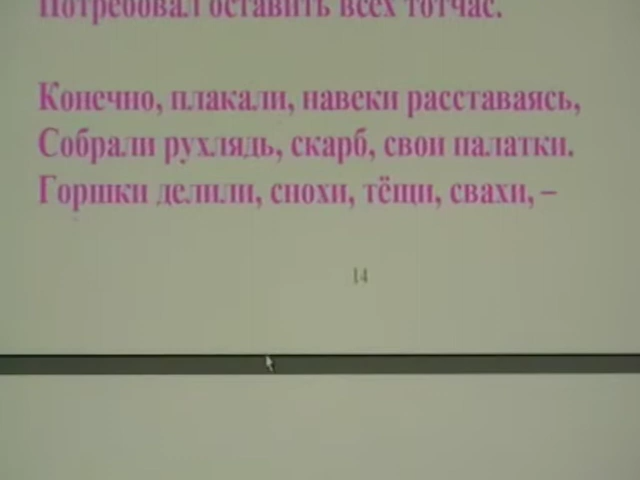 Потребовал оставить всех тотчас.
Конечно, плакали, навеки расставаясь,
Собрали рухлядь, скарб, свои палатки.
Горшки делили, снохи, тёщи, свахи, –
14